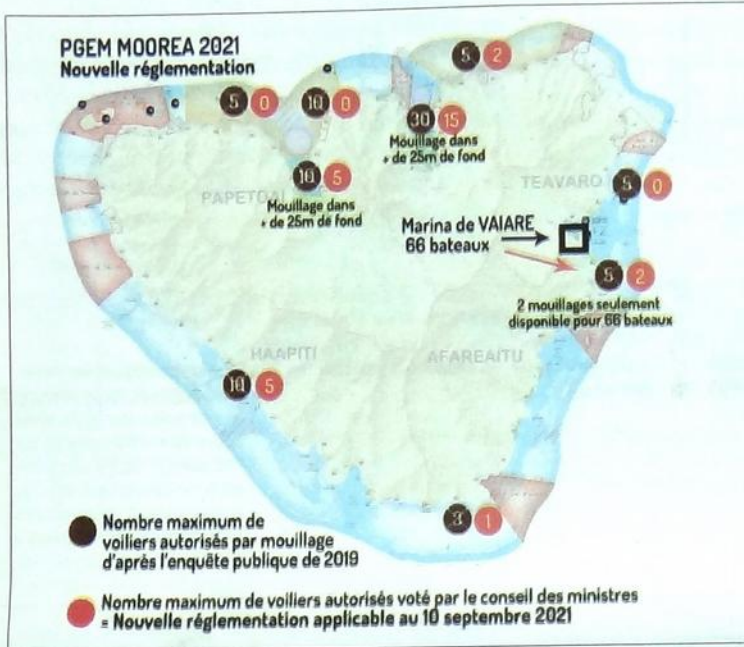 PGEM MOOREA 2021
Nouvelle réglementation
5 2
5 0
10 0
30 15
Mouillage dans
+ de 25m de fond
10 5
PAPETOAI
Mouillage dans
+ de 25m de fond
TEAVARO
5 0
Marina de VAIARE
66 bateaux
5 2
2 mouillages seulement
disponible pour 66 bateaux
HAAPITI
AFAREAITU
10 5
3 1
Nombre maximum de
voiliers autorisés par mouillage
d'après l'enquête publique de 2019
Nombre maximum de voiliers autorisés voté par le conseil des ministres
= Nouvelle réglementation applicable au 10 septembre 2021